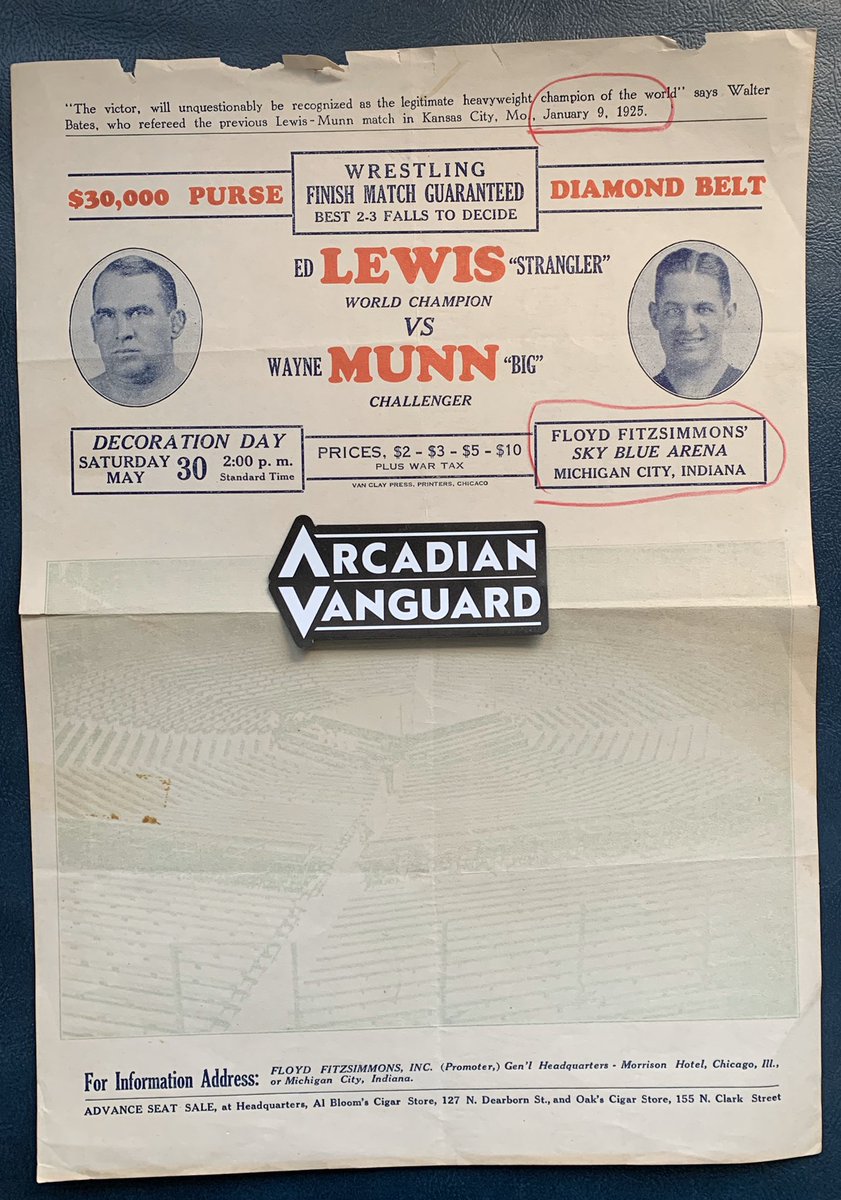 "The victor, will unquestionably be recognized as the legitimate heavyweight champion of the world" says Walter
Bates, who refereed the previous Lewis-Munn match in Kansas City, Mo., January 9, 1925.
$30,000 PURSE
WRESTLING
FINISH MATCH GUARANTEED
BEST 2-3 FALLS TO DECIDE
DIAMOND BELT
ED LEWIS "STRANGLER"
WORLD CHAMPION
VS
WAYNE MUNN "BIG"
CHALLENGER
DECORATION DAY
SATURDAY MAY 30 2:00 p. m.
Standard Time
PRICES, $2 - $3 - $5 - $10
PLUS WAR TAX
VAN CLAY PRESS, PRINTERS, CHICACO
FLOYD FITZSIMMONS'
SKY BLUE ARENA
MICHIGAN CITY, INDIANA
ARCADIAN
VANGUARD
For Information Address: FLOYD FITZSIMMONS, INC. (Promoter,) Gen'l Headquarters - Morrison Hotel, Chicago, Ill.,
or Michigan City, Indiana.
ADVANCE SEAT SALE, at Headquarters, Al Bloom's Cigar Store, 127 N. Dearborn St., and Oak's Cigar Store, 155 N. Clark Street